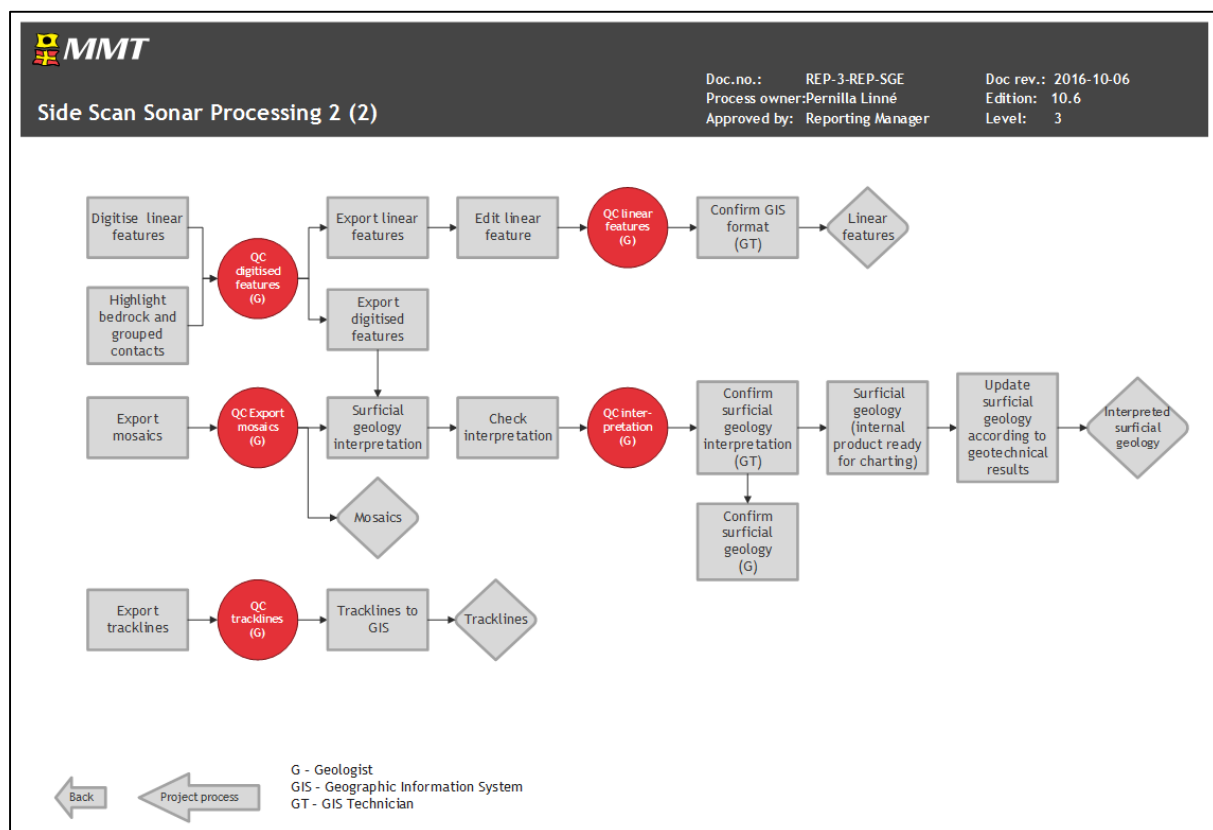 MMT
Doc.no.: REP-3-REP-SGE Doc rev.: 2016-10-06
Process owner:Pernilla Linné Edition: 10.6
Side Scan Sonar Processing 2 (2)
Approved by: Reporting Manager Level: 3
Digitise linear
features
QC
digitised
features
(G)
Export linear
features
Edit linear
feature
QC linear
features
(G)
Confirm GIS
format
(GT)
Linear
features
Highlight
bedrock and
grouped
contacts
Export
digitised
features
Export
mosaics
QC Export
mosaics
(G)
Surficial
geology
interpretation
Check
interpretation
QC inter-
pretation
(G)
Confirm
surficial
geology
interpretation
(GT)
Surficial
geology
(internal
product ready
for charting)
Update
surficial
geology
according to
geotechnical
results
Interpreted
surficial
geology
Mosaics
Confirm
surficial
geology
(G)
Export
tracklines
QC
tracklines
(G)
Tracklines to
GIS
Tracklines
Back
Project process
G - Geologist
GIS - Geographic Information System
GT - GIS Technician